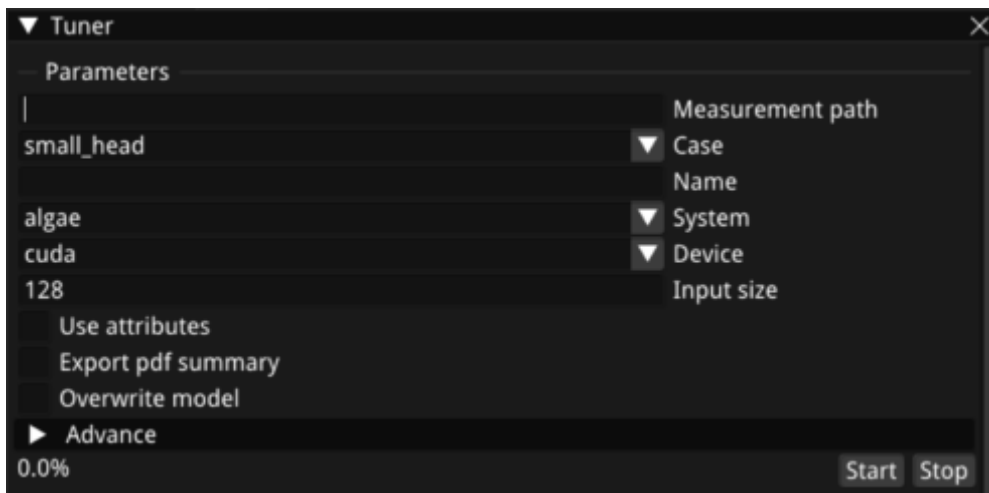 Tuner
Parameters
Measurement path
small_head Case
Name
algae System
cuda Device
128 Input size
Use attributes
Export pdf summary
Overwrite model
Advance
0.0% Start Stop